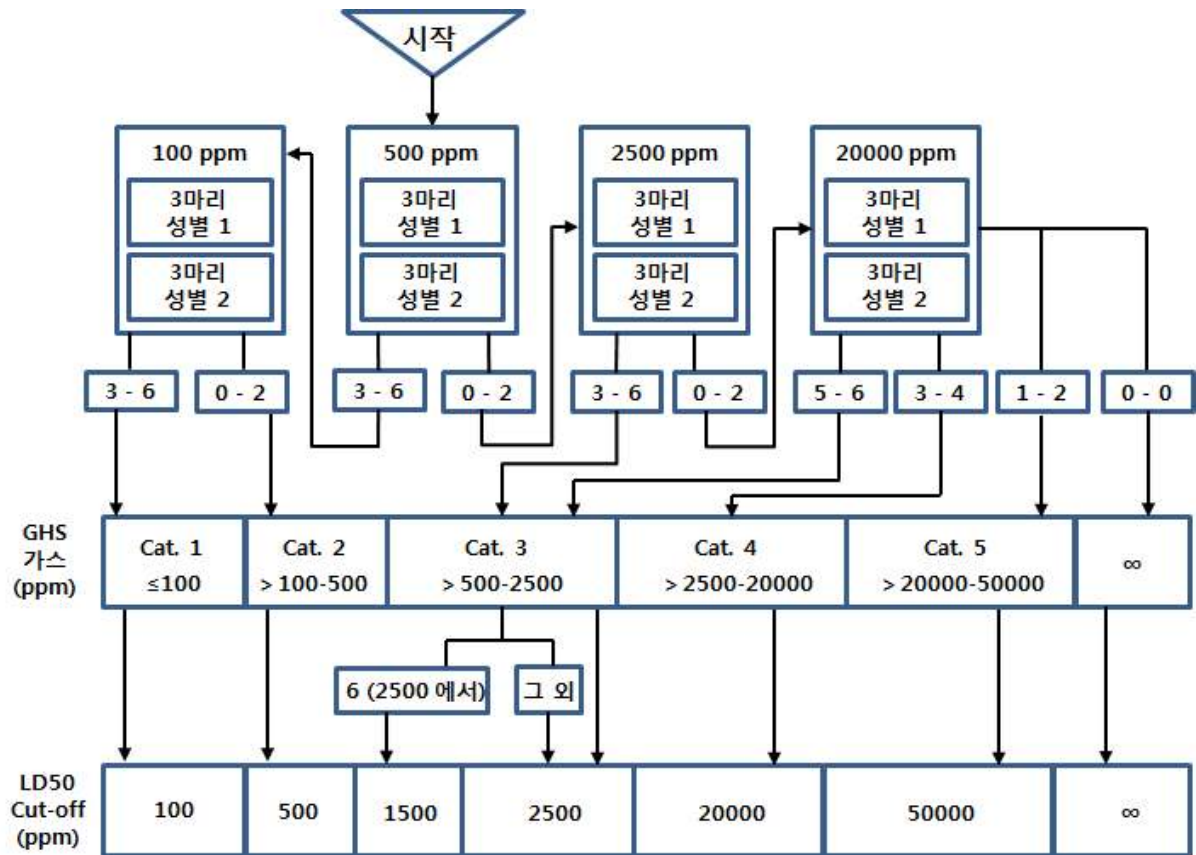 시작
100 ppm
3마리
성별 1
3마리
성별 2
500 ppm
3마리
성별 1
3마리
성별 2
2500 ppm
3마리
성별 1
3마리
성별 2
20000 ppm
3마리
성별 1
3마리
성별 2
3 - 6
0 - 2
3 - 6
0 - 2
3 - 6
0 - 2
5 - 6
3 - 4
1 - 2
0 - 0
GHS
가스
(ppm)
Cat. 1
≤100
Cat. 2
> 100-500
Cat. 3
> 500-2500
Cat. 4
> 2500-20000
Cat. 5
> 20000-50000
∞
6 (2500 에서)
그 외
LD50
Cut-off
(ppm)
100
500
1500
2500
20000
50000
∞